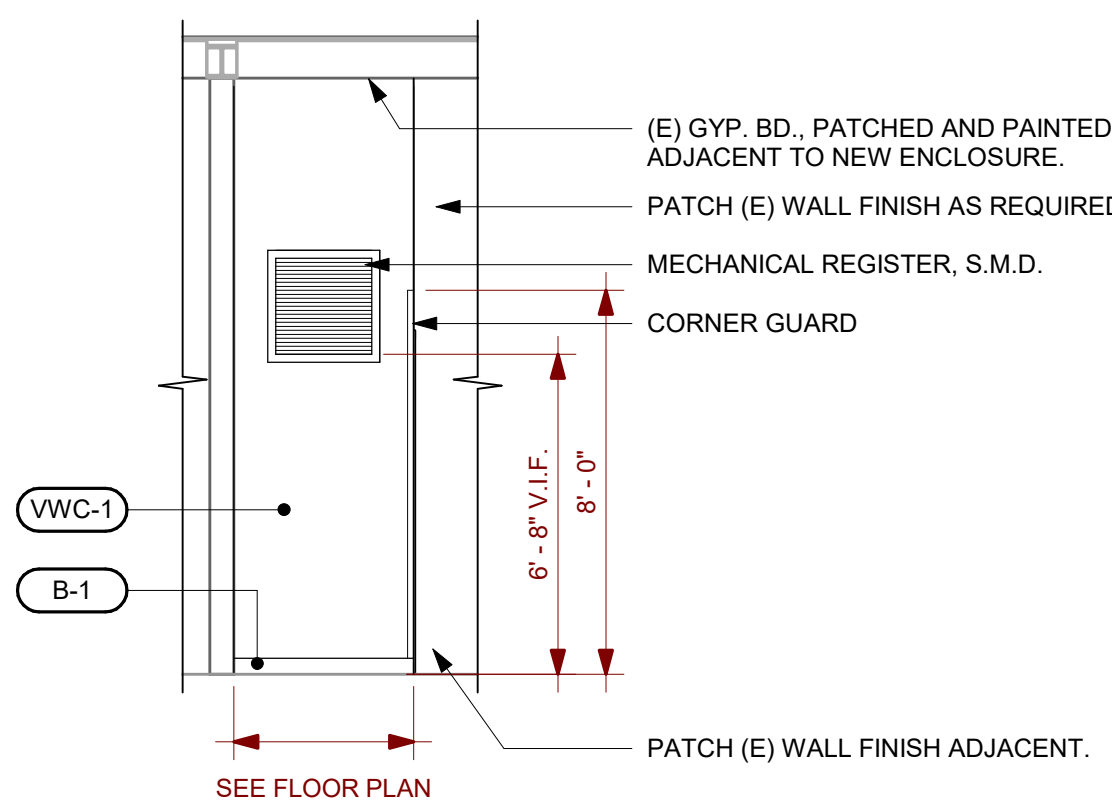 (E) GYP. BD., PATCHED AND PAINTED
ADJACENT TO NEW ENCLOSURE.
PATCH (E) WALL FINISH AS REQUIRED
MECHANICAL REGISTER, S.M.D.
CORNER GUARD
6' - 8" V.I.F.
8' - 0"
VWC-1
B-1
PATCH (E) WALL FINISH ADJACENT.
SEE FLOOR PLAN